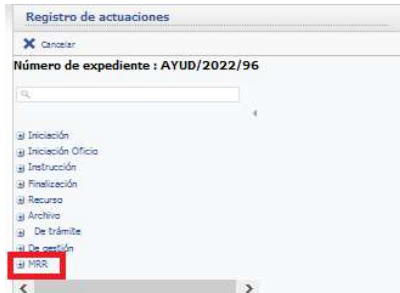 Registro de actuaciones
Cancelar
Número de expediente : AYUD/2022/96
Iniciación
Iniciación Oficio
Instrucción
Finalización
Recurso
Archivo
De trámite
De gestión
MRR